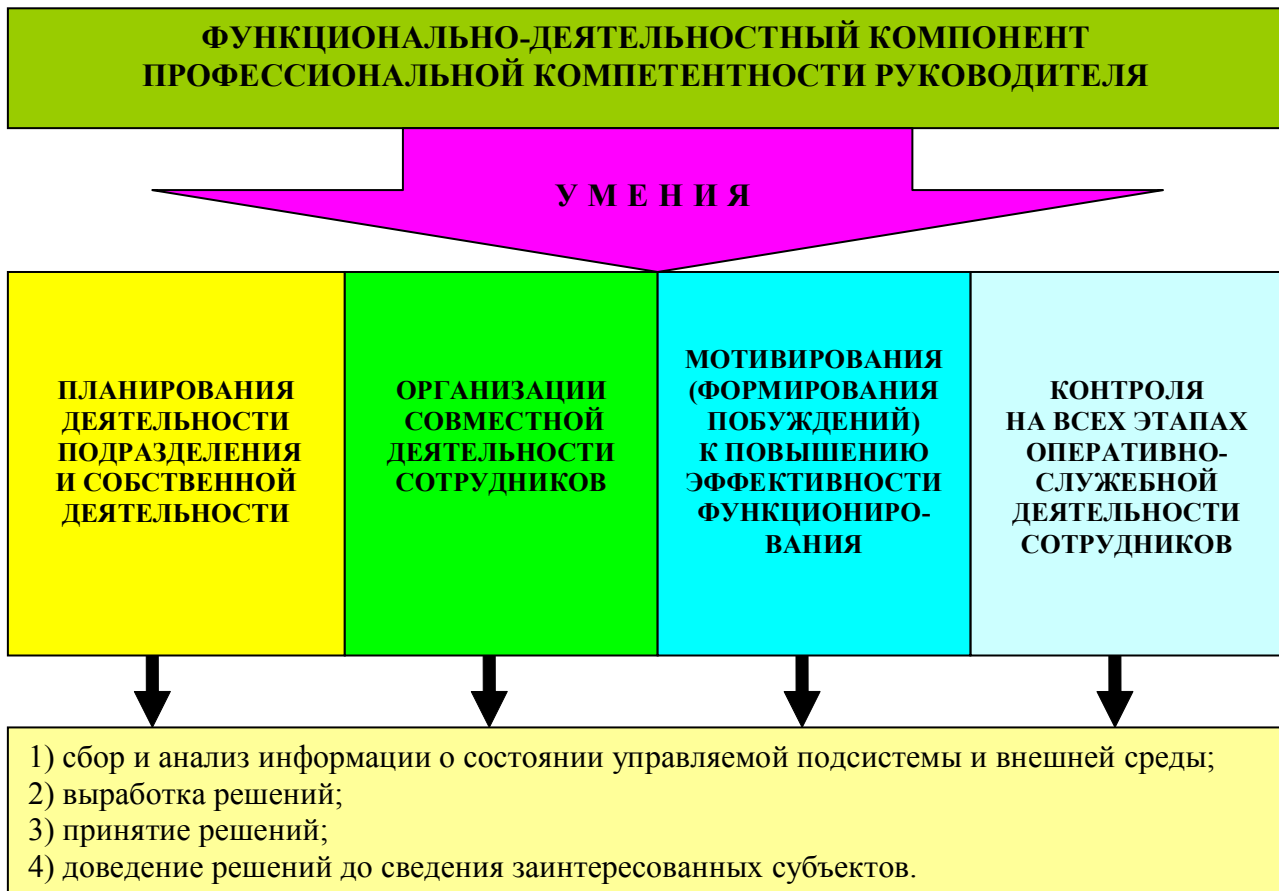 ФУНКЦИОНАЛЬНО-ДЕЯТЕЛЬНОСТНЫЙ КОМПОНЕНТ
ПРОФЕССИОНАЛЬНОЙ КОМПЕТЕНТНОСТИ РУКОВОДИТЕЛЯ
У М Е Н И Я
ПЛАНИРОВАНИЯ
ДЕЯТЕЛЬНОСТИ
ПОДРАЗДЕЛЕНИЯ
И СОБСТВЕННОЙ
ДЕЯТЕЛЬНОСТИ
ОРГАНИЗАЦИИ
СОВМЕСТНОЙ
ДЕЯТЕЛЬНОСТИ
СОТРУДНИКОВ
МОТИВИРОВАНИЯ
(ФОРМИРОВАНИЯ
ПОБУЖДЕНИЙ)
К ПОВЫШЕНИЮ
ЭФФЕКТИВНОСТИ
ФУНКЦИОНИРО-
ВАНИЯ
КОНТРОЛЯ
НА ВСЕХ ЭТАПАХ
ОПЕРАТИВНО-
СЛУЖЕБНОЙ
ДЕЯТЕЛЬНОСТИ
СОТРУДНИКОВ
1) сбор и анализ информации о состоянии управляемой подсистемы и внешней среды;
2) выработка решений;
3) принятие решений;
4) доведение решений до сведения заинтересованных субъектов.